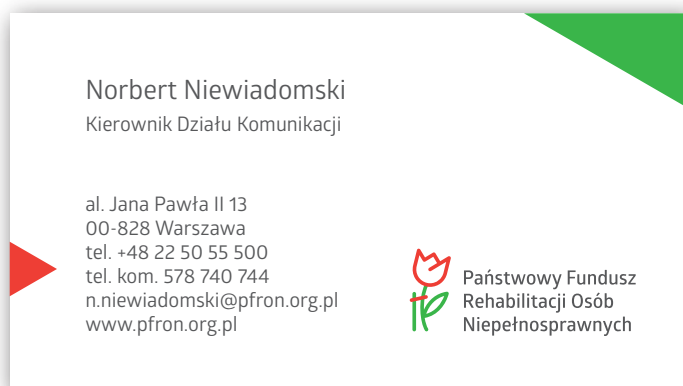 Norbert Niewiadomski
Kierownik Działu Komunikacji
al. Jana Pawła II 13
00-828 Warszawa
tel. +48 22 50 55 500
tel. kom. 578 740 744
n.niewiadomski@pfron.org.pl
www.pfron.org.pl
Państwowy Fundusz
Rehabilitacji Osób
Niepełnosprawnych